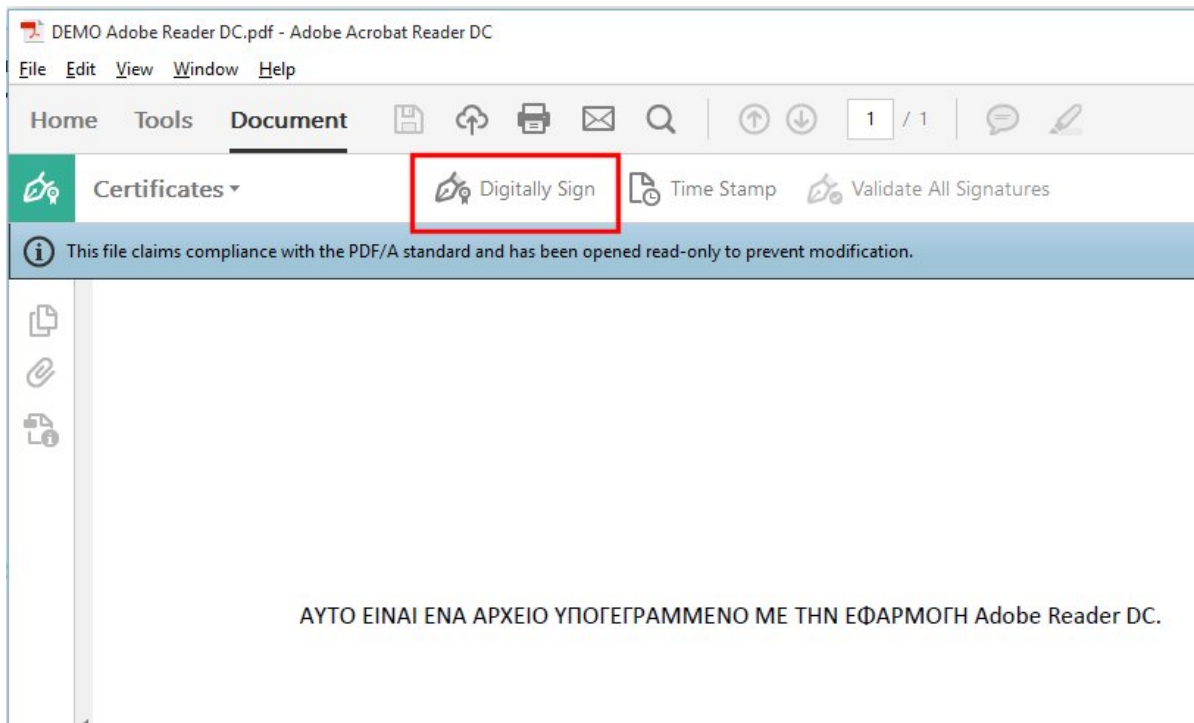 DEMO Adobe Reader DC.pdf - Adobe Acrobat Reader DC
File Edit View Window Help
Home Tools Document 1 / 1
Certificates Digitally Sign Time Stamp Validate All Signatures
This file claims compliance with the PDF/A standard and has been opened read-only to prevent modification.
ΑΥΤΟ ΕΙΝΑΙ ΕΝΑ ΑΡΧΕΙΟ ΥΠΟΓΕΓΡΑΜΜΕΝΟ ΜΕ ΤΗΝ ΕΦΑΡΜΟΓΗ Adobe Reader DC.